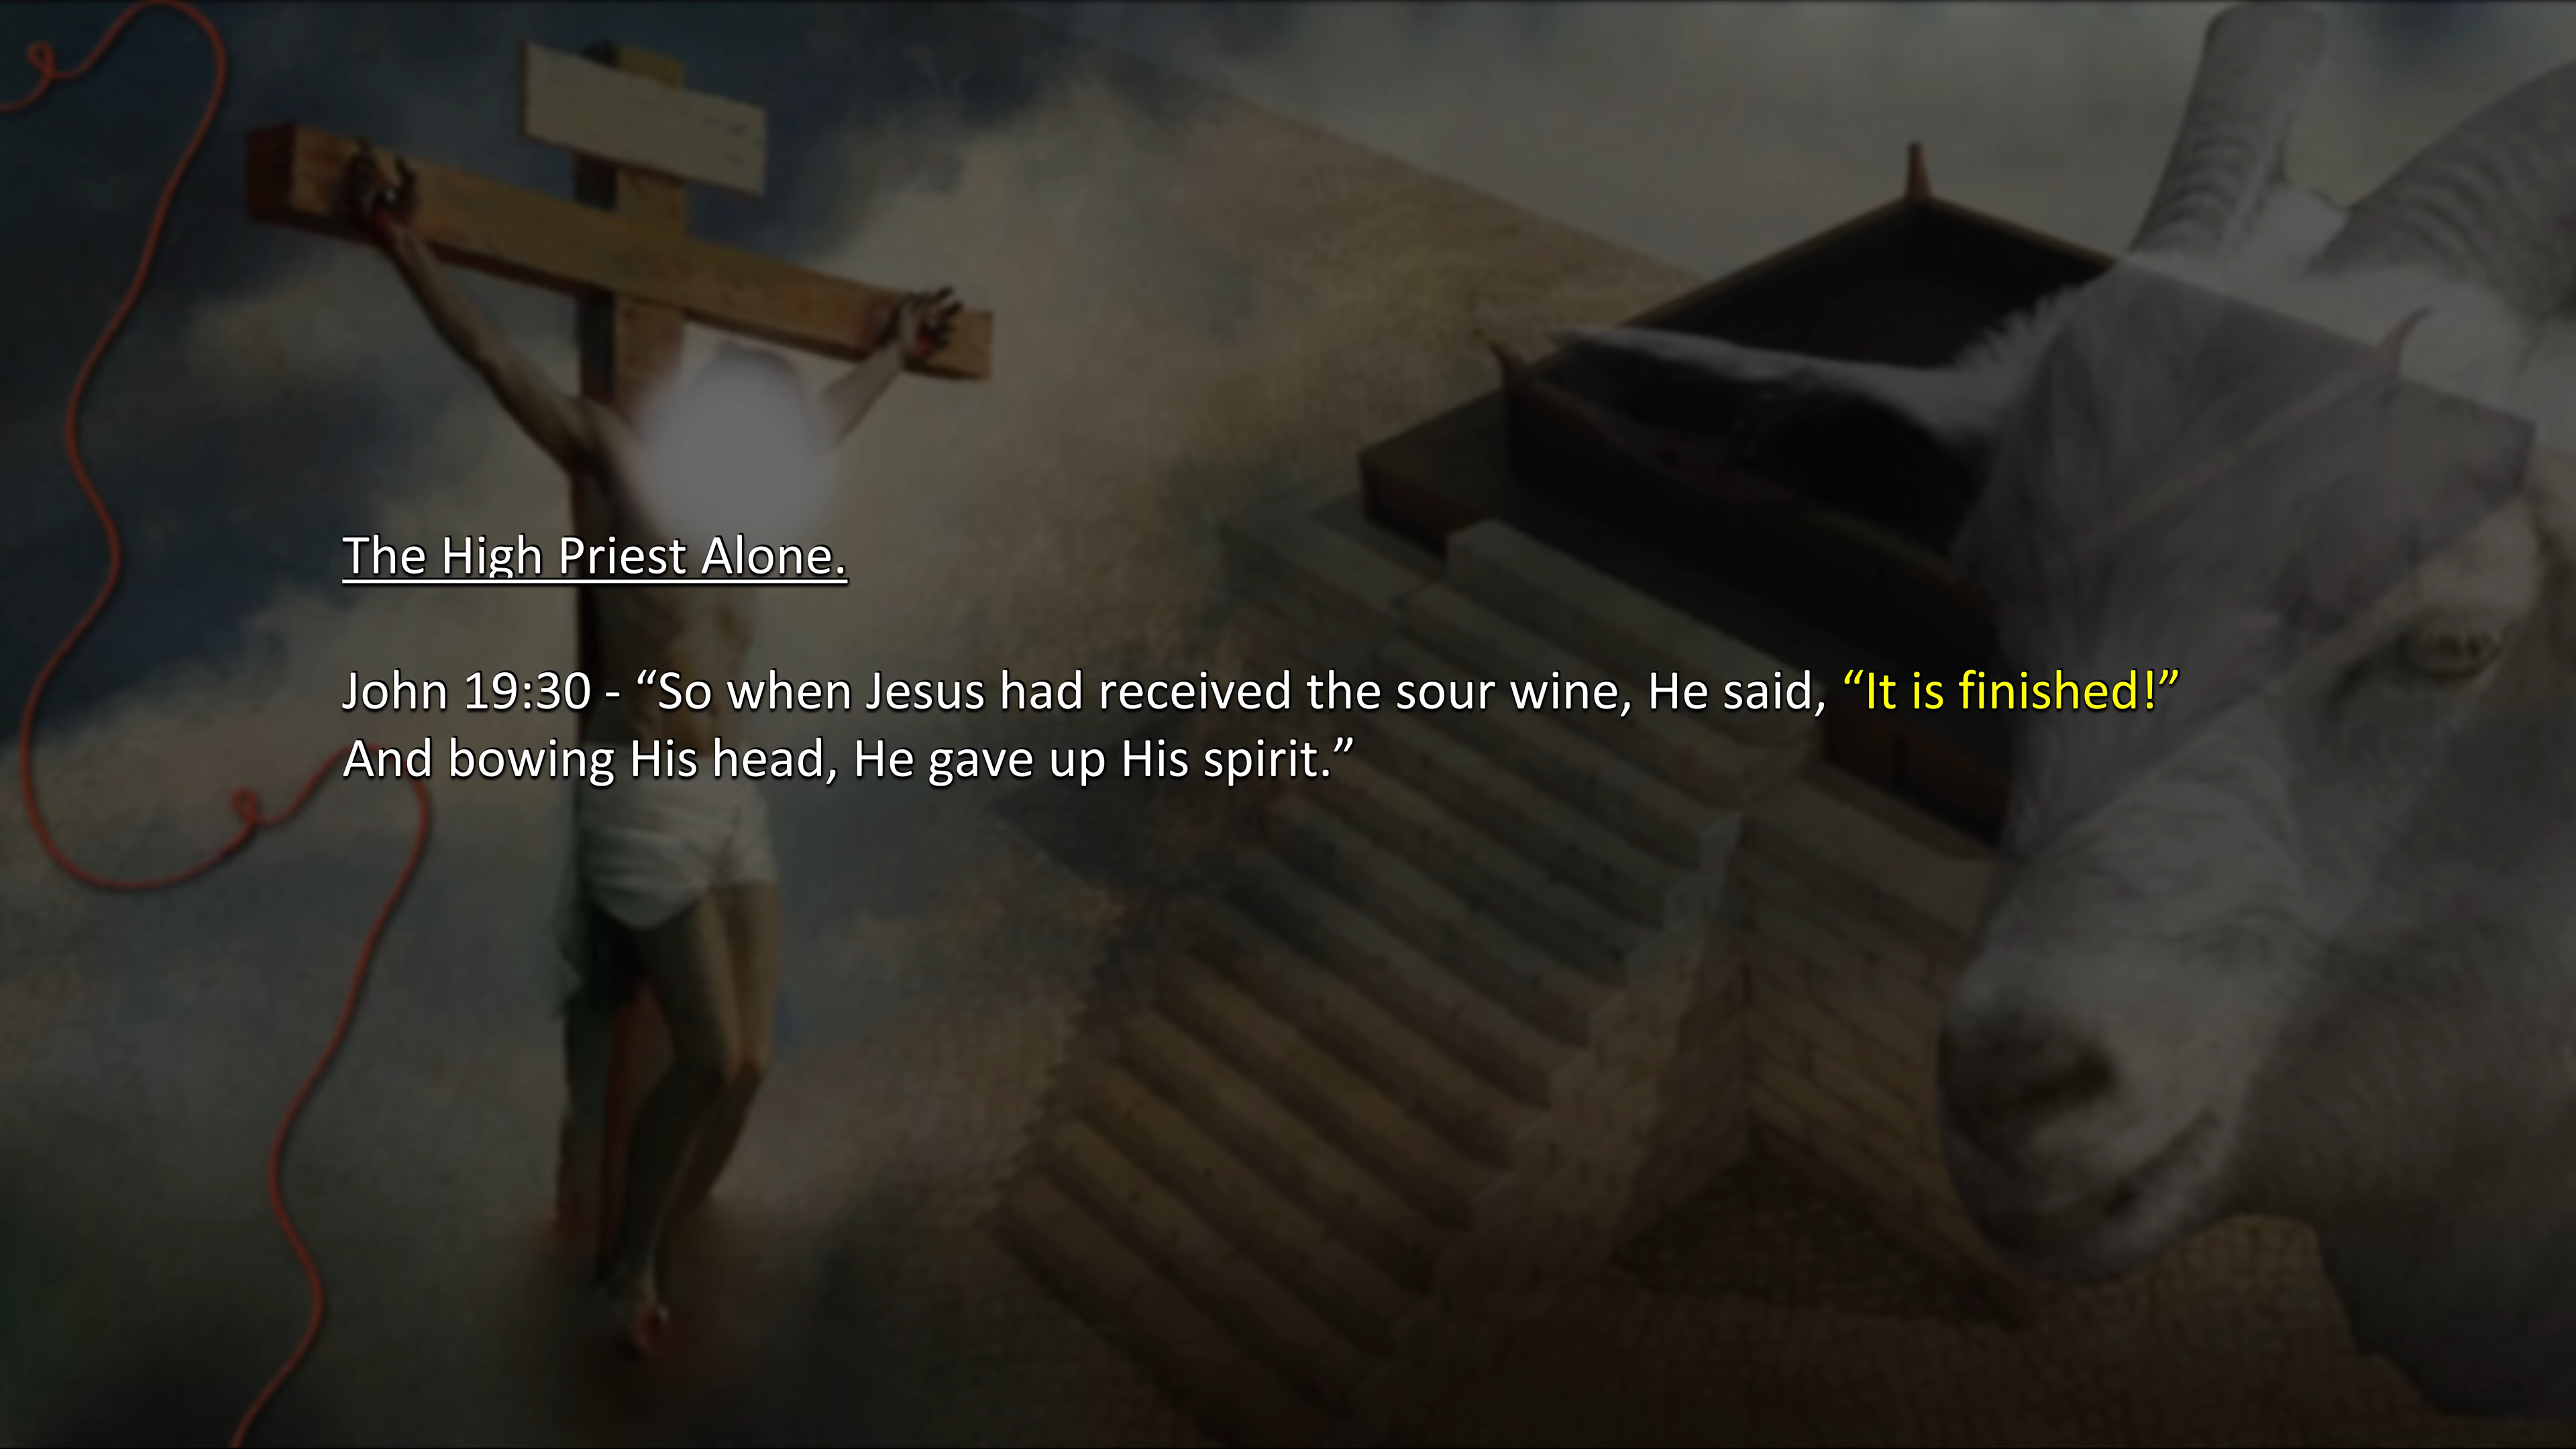 The High Priest Alone.
John 19:30 - “So when Jesus had received the sour wine, He said, “It is finished!”
And bowing His head, He gave up His spirit.”